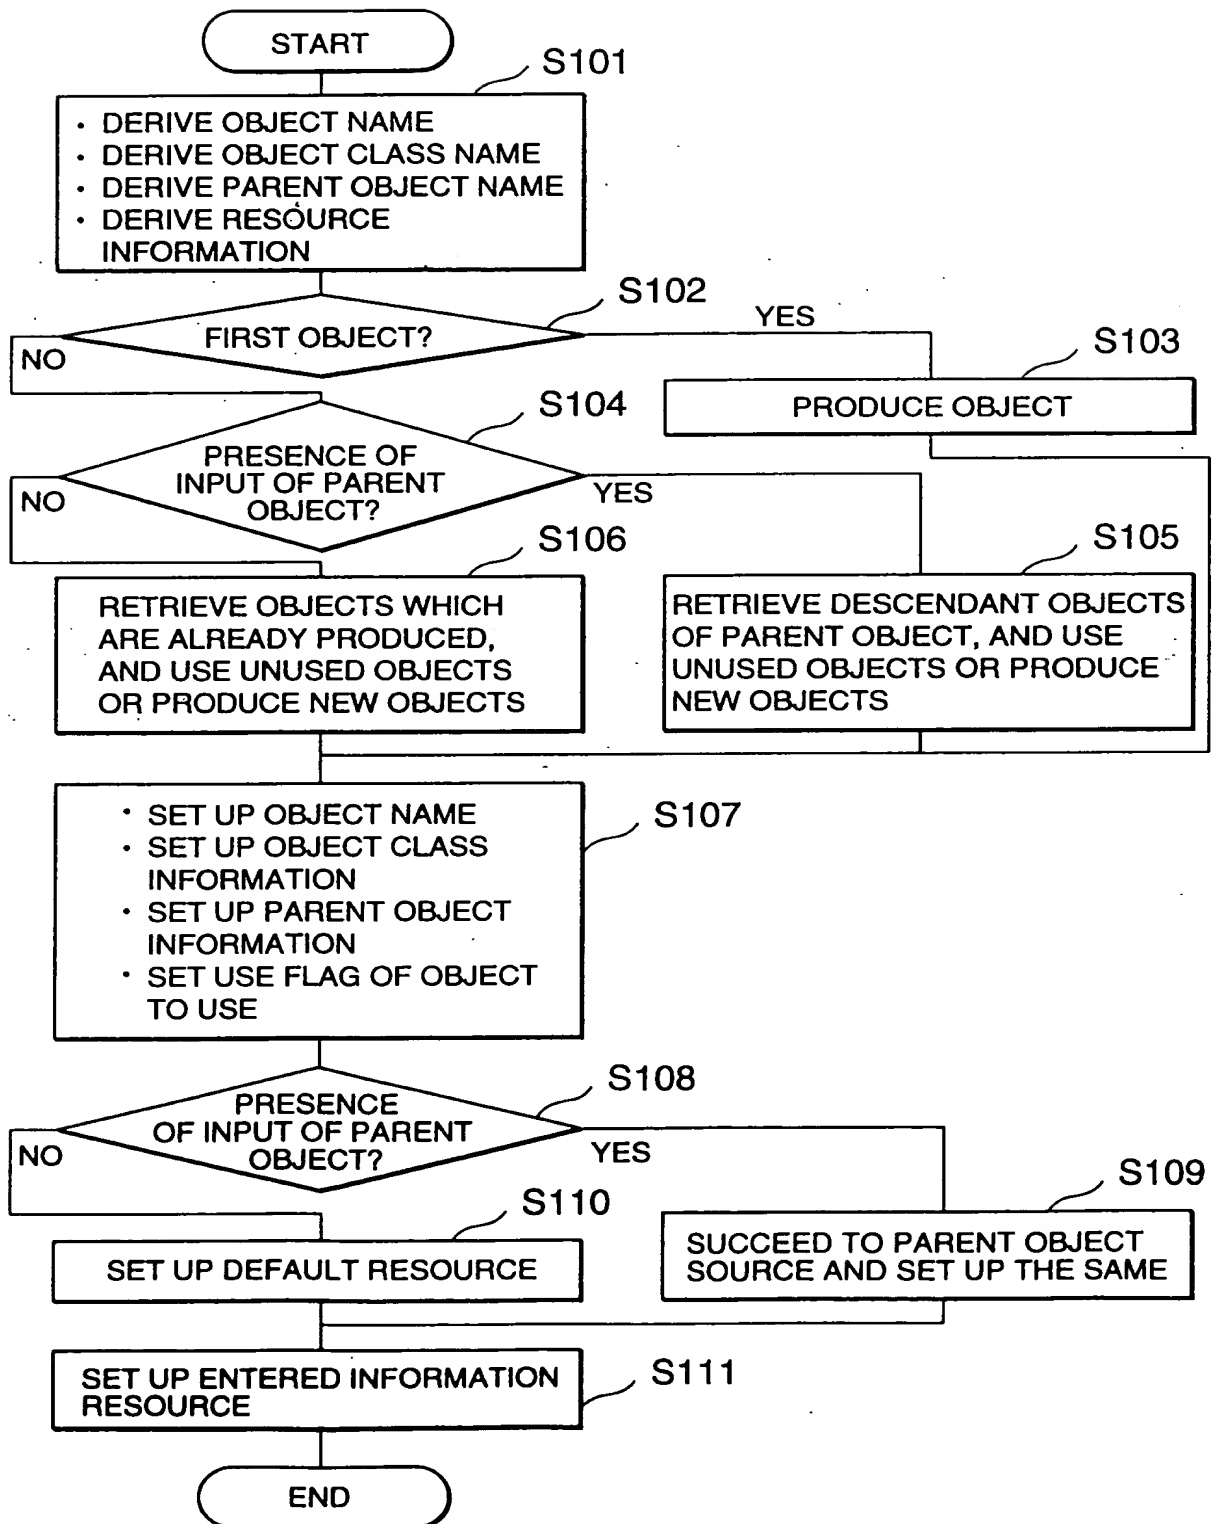 START
S101
· DERIVE OBJECT NAME
· DERIVE OBJECT CLASS NAME
· DERIVE PARENT OBJECT NAME
· DERIVE RESOURCE
INFORMATION
S102
FIRST OBJECT?
YES
NO
S103
PRODUCE OBJECT
S104
PRESENCE OF
INPUT OF PARENT
OBJECT?
NO
YES
S106
S105
RETRIEVE OBJECTS WHICH
ARE ALREADY PRODUCED,
AND USE UNUSED OBJECTS
OR PRODUCE NEW OBJECTS
RETRIEVE DESCENDANT OBJECTS
OF PARENT OBJECT, AND USE
UNUSED OBJECTS OR PRODUCE
NEW OBJECTS
S107
· SET UP OBJECT NAME
· SET UP OBJECT CLASS
INFORMATION
· SET UP PARENT OBJECT
INFORMATION
· SET USE FLAG OF OBJECT
TO USE
S108
PRESENCE
OF INPUT OF PARENT
OBJECT?
NO
YES
S110
S109
SET UP DEFAULT RESOURCE
SUCCEED TO PARENT OBJECT
SOURCE AND SET UP THE SAME
S111
SET UP ENTERED INFORMATION
RESOURCE
END